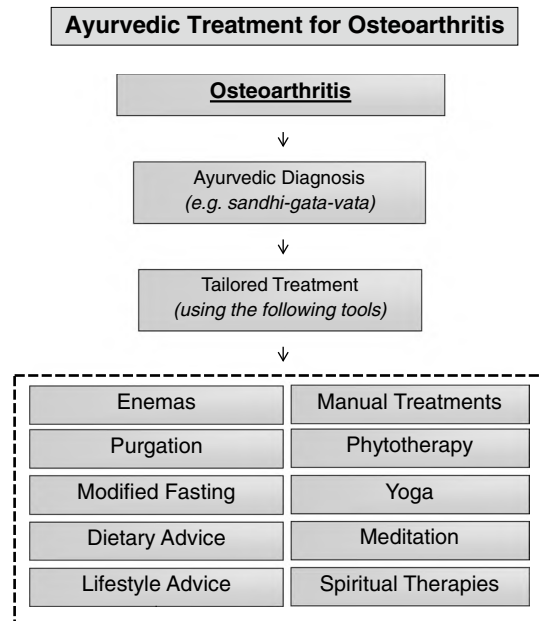 Ayurvedic Treatment for Osteoarthritis
Osteoarthritis
Ayurvedic Diagnosis
(e.g. sandhi-gata-vata)
Tailored Treatment
(using the following tools)
Enemas
Manual Treatments
Purgation
Phytotherapy
Modified Fasting
Yoga
Dietary Advice
Meditation
Lifestyle Advice
Spiritual Therapies